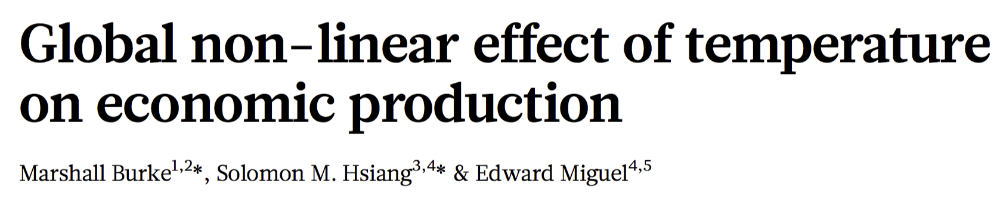 Global non-linear effect of temperature
on economic production
Marshall Burke1,2*, Solomon M. Hsiang3,4* & Edward Miguel4,5